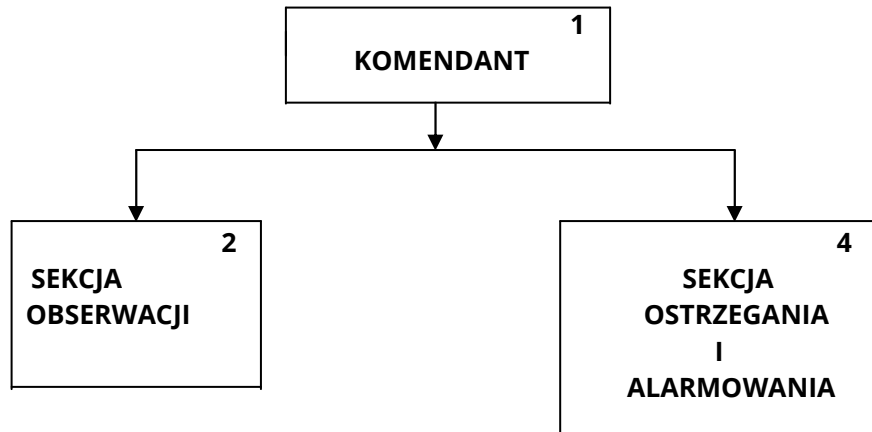 1
KOMENDANT
2
SEKCJA
OBSERWACJI
4
SEKCJA
OSTRZEGANIA
I
ALARMOWANIA